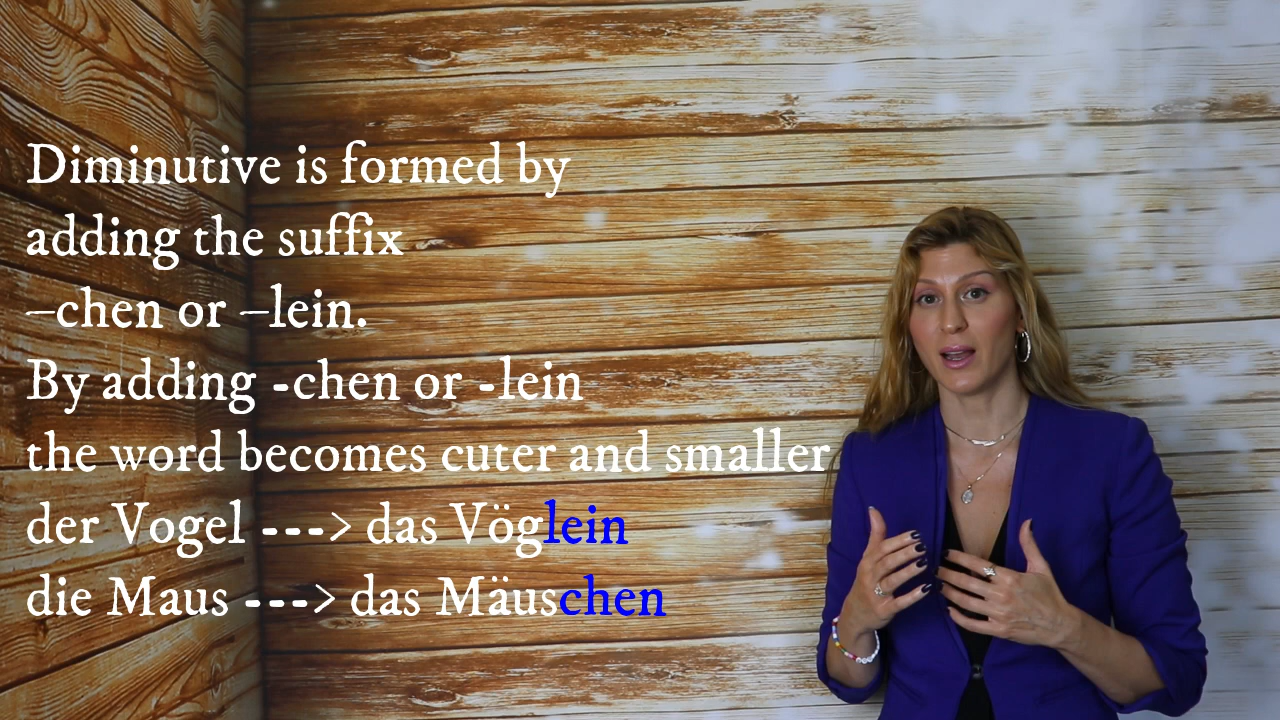 Diminutive is formed by
adding the suffix
–chen or –lein.
By adding -chen or -lein
the word becomes cuter and smaller
der Vogel ---> das Vöglein
die Maus ---> das Mäuschen